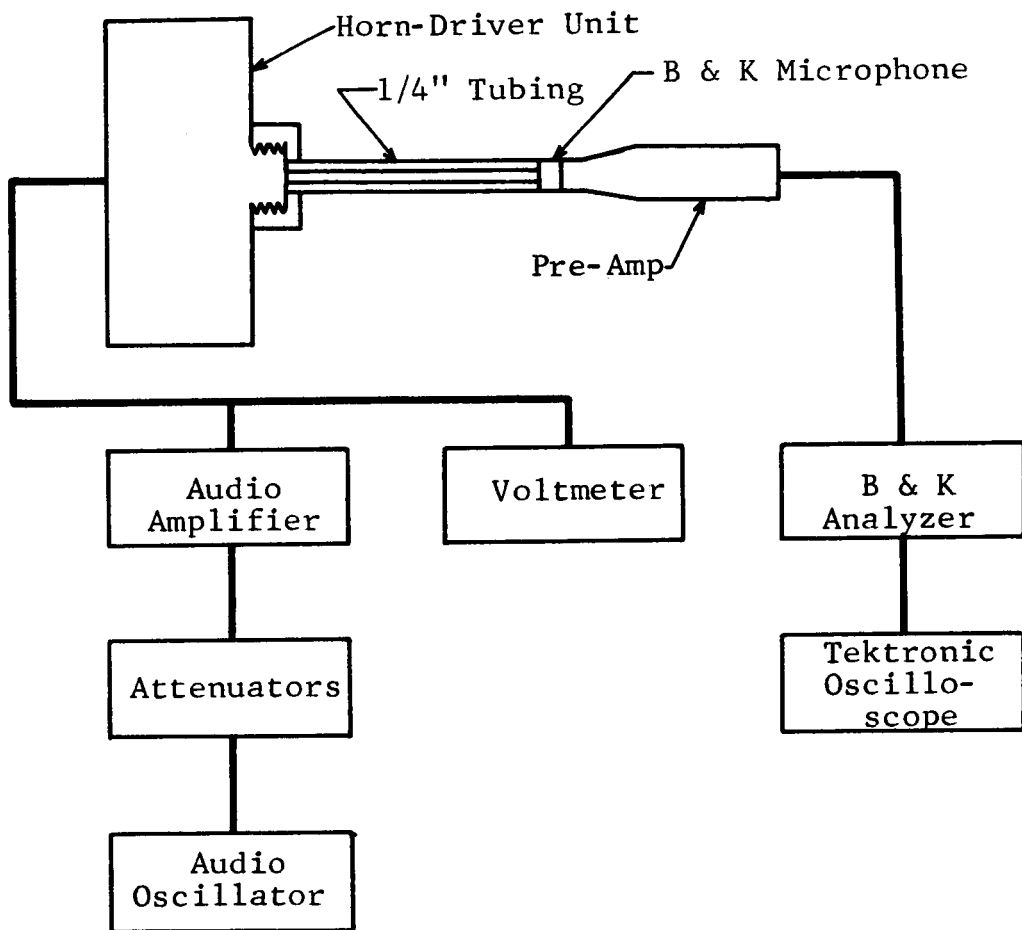 Horn-Driver Unit
1/4" Tubing
B & K Microphone
Pre-Amp
Audio
Amplifier
Voltmeter
B & K
Analyzer
Attenuators
Tektronic
Oscillo-
scope
Audio
Oscillator